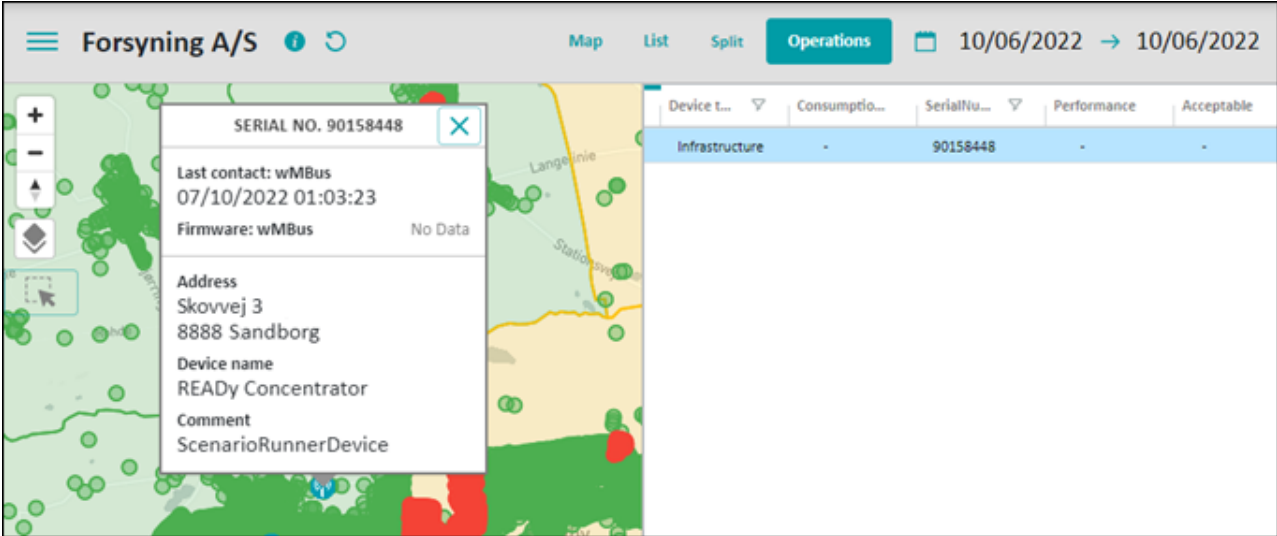 Forsyning A/S
Map
List
Split
Operations
10/06/2022 → 10/06/2022
SERIAL NO. 90158448
Last contact: wMBus
07/10/2022 01:03:23
Firmware: wMBus No Data
Address
Skovvej 3
8888 Sandborg
Device name
READy Concentrator
Comment
ScenarioRunnerDevice
Langelinie
Device t... Consumptio... SerialNu... Performance Acceptable
Infrastructure - 90158448 - -